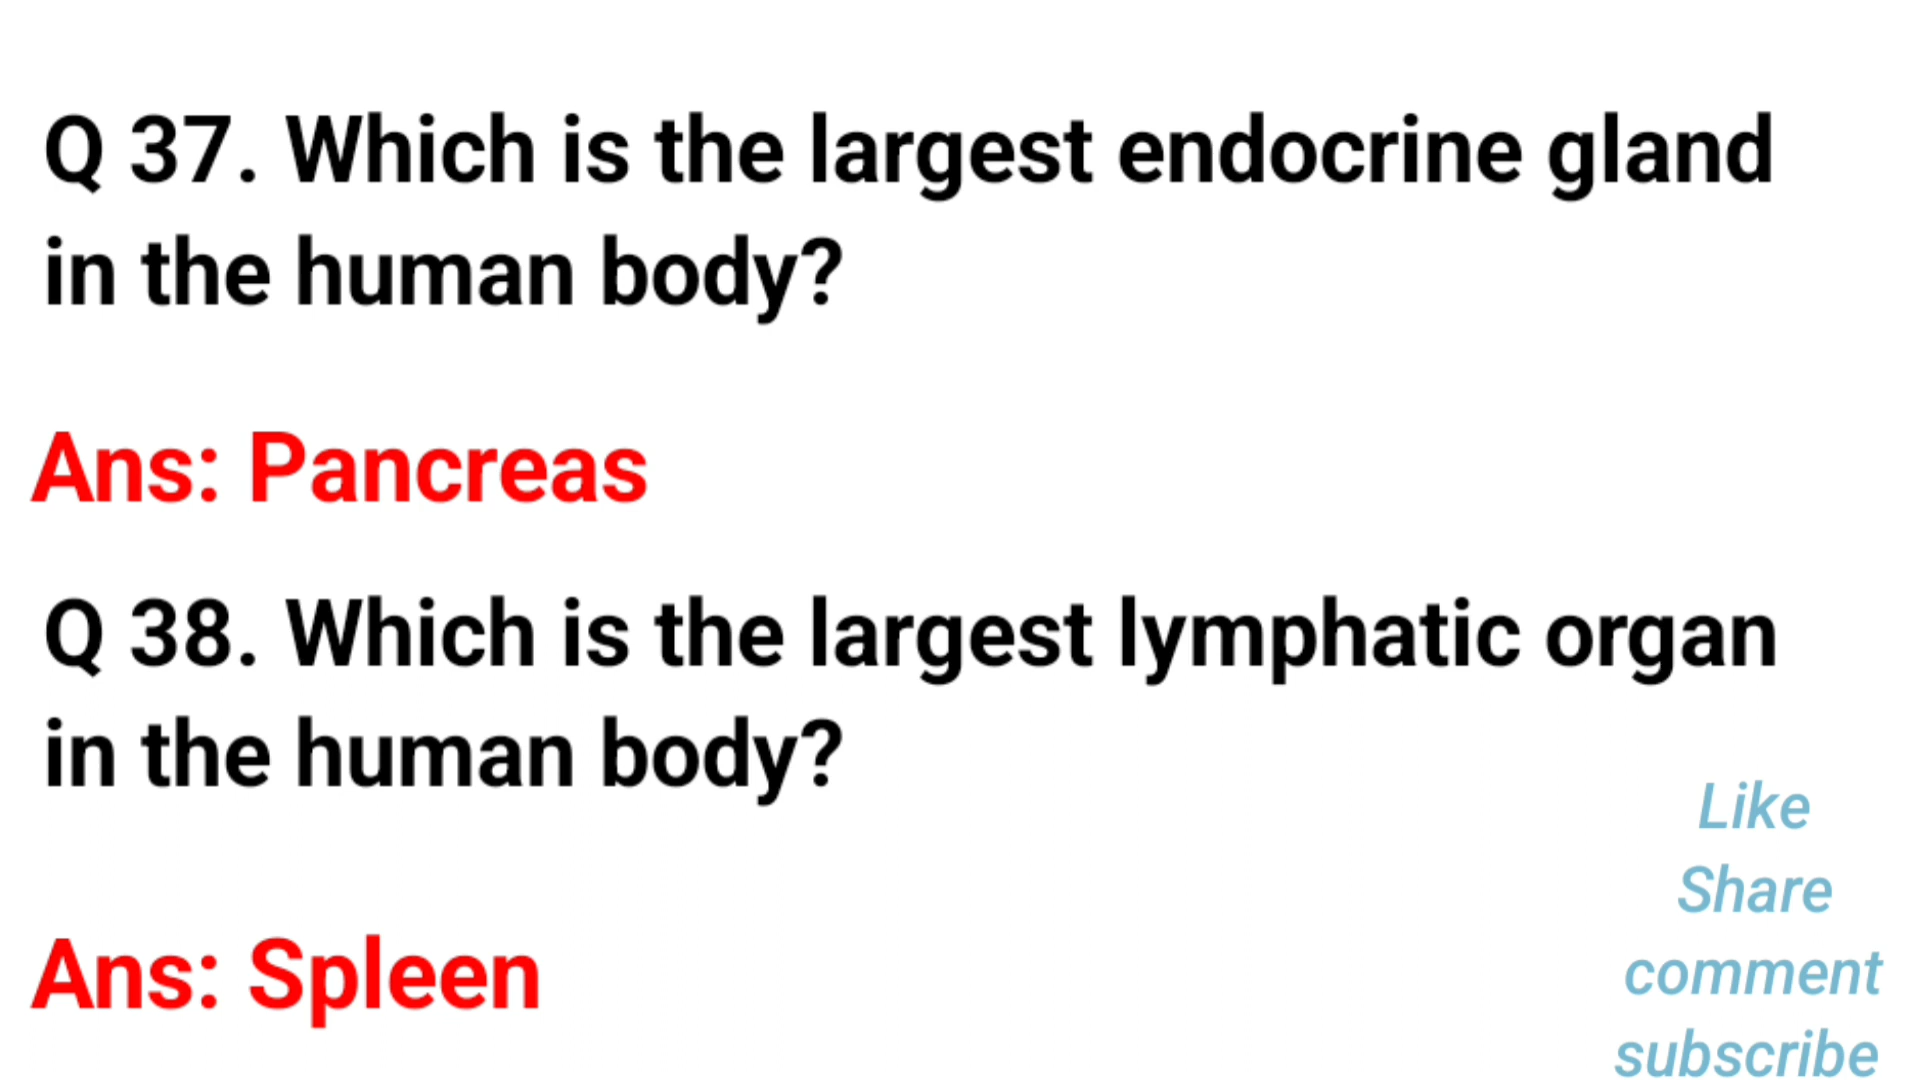 Q 37. Which is the largest endocrine gland
in the human body?
Ans: Pancreas
Q 38. Which is the largest lymphatic organ
in the human body?
Ans: Spleen
Like
Share
comment
subscribe